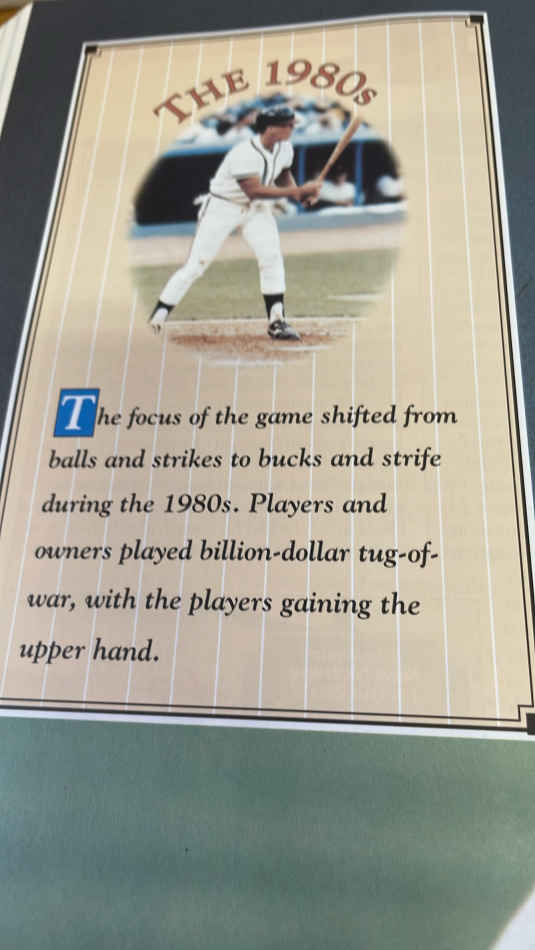 THE 1980s
The focus of the game shifted from
balls and strikes to bucks and strife
during the 1980s. Players and
owners played billion-dollar tug-of-
war, with the players gaining the
upper hand.